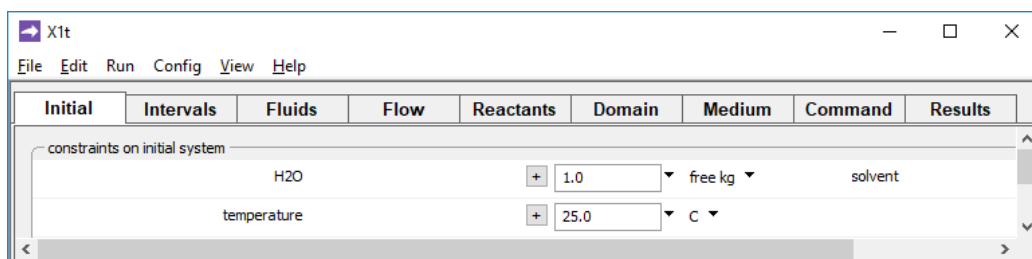 X1t
File Edit Run Config View Help
Initial Intervals Fluids Flow Reactants Domain Medium Command Results
constraints on initial system
H2O + 1.0 free kg solvent
temperature + 25.0 C